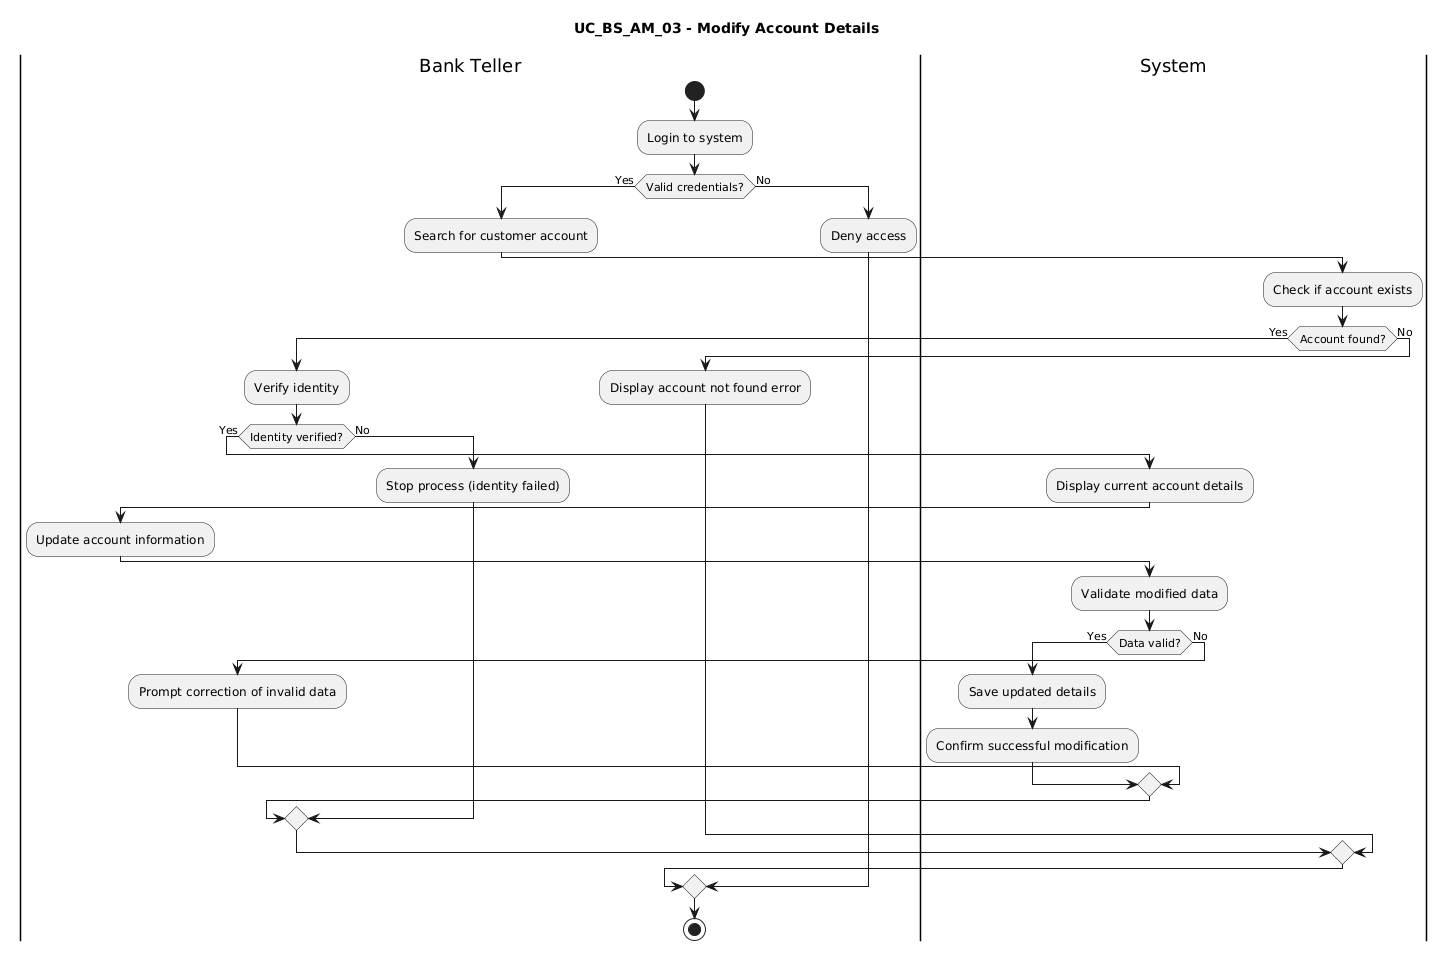 UC_BS_AM_03 - Modify Account Details
Bank Teller
System
Login to system
Yes
Valid credentials?
No
Search for customer account
Deny access
Check if account exists
Yes
Account found?
No
Verify identity
Display account not found error
Yes
Identity verified?
No
Stop process (identity failed)
Display current account details
Update account information
Validate modified data
Yes
Data valid?
No
Prompt correction of invalid data
Save updated details
Confirm successful modification